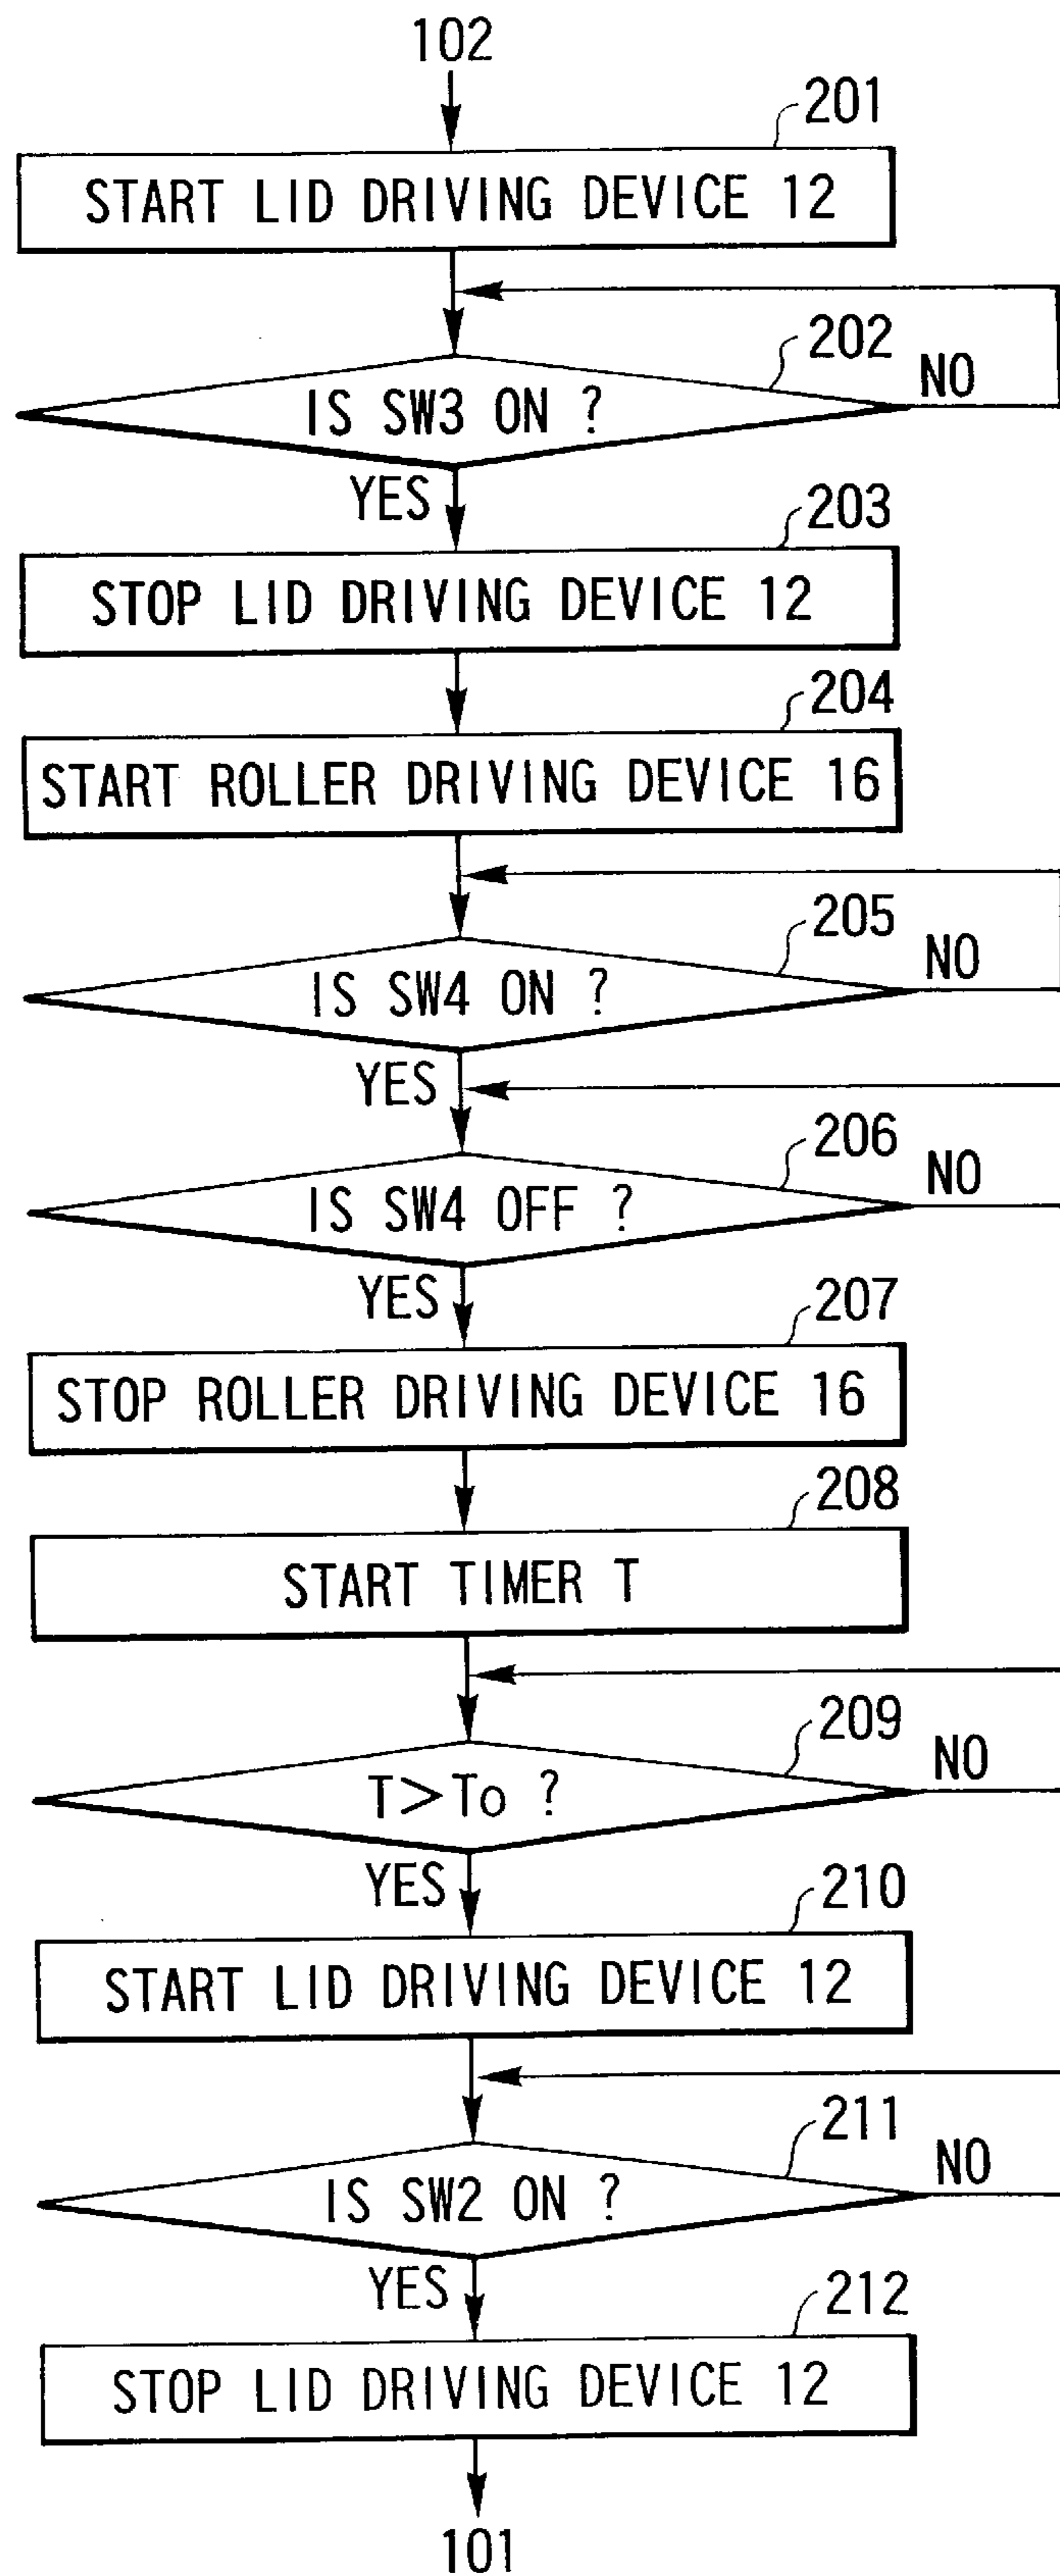 102
201
START LID DRIVING DEVICE 12
202
IS SW3 ON ?
NO
YES
203
STOP LID DRIVING DEVICE 12
204
START ROLLER DRIVING DEVICE 16
205
IS SW4 ON ?
NO
YES
206
IS SW4 OFF ?
NO
YES
207
STOP ROLLER DRIVING DEVICE 16
208
START TIMER T
209
T>To ?
NO
YES
210
START LID DRIVING DEVICE 12
211
IS SW2 ON ?
NO
YES
212
STOP LID DRIVING DEVICE 12
101